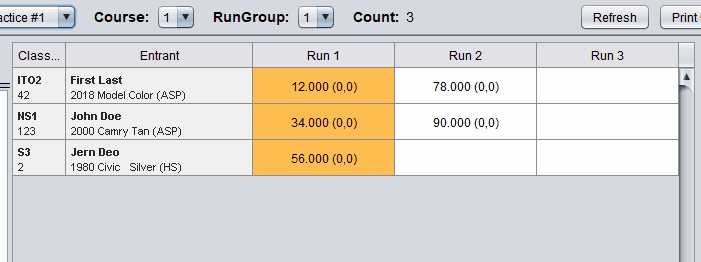 actice #1 Course: 1 RunGroup: 1 Count: 3 Refresh Print
Class... Entrant Run 1 Run 2 Run 3
ITO2 First Last 12.000 (0,0) 78.000 (0,0)
42 2018 Model Color (ASP)
NS1 John Doe 34.000 (0,0) 90.000 (0,0)
123 2000 Camry Tan (ASP)
S3 Jern Deo 56.000 (0,0)
2 1980 Civic Silver (HS)